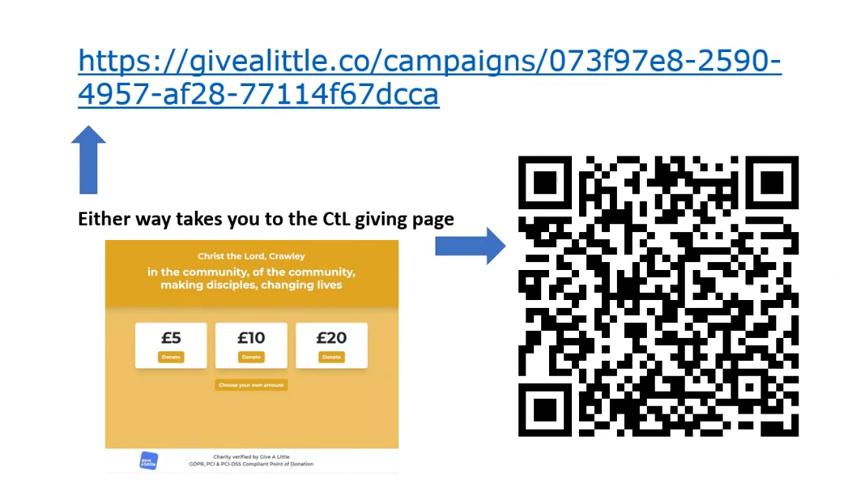 https://givealittle.co/campaigns/073f97e8-2590-
4957-af28-77114f67dcca
Either way takes you to the CtL giving page
Christ the Lord, Crawley
in the community, of the community,
making disciples, changing lives
£5 £10 £20
Donate Donate Donate
Choose your own amount
give
a little
Charity verified by Give A Little
GDPR, PCI & PCI-DSS Compliant Point of Donation